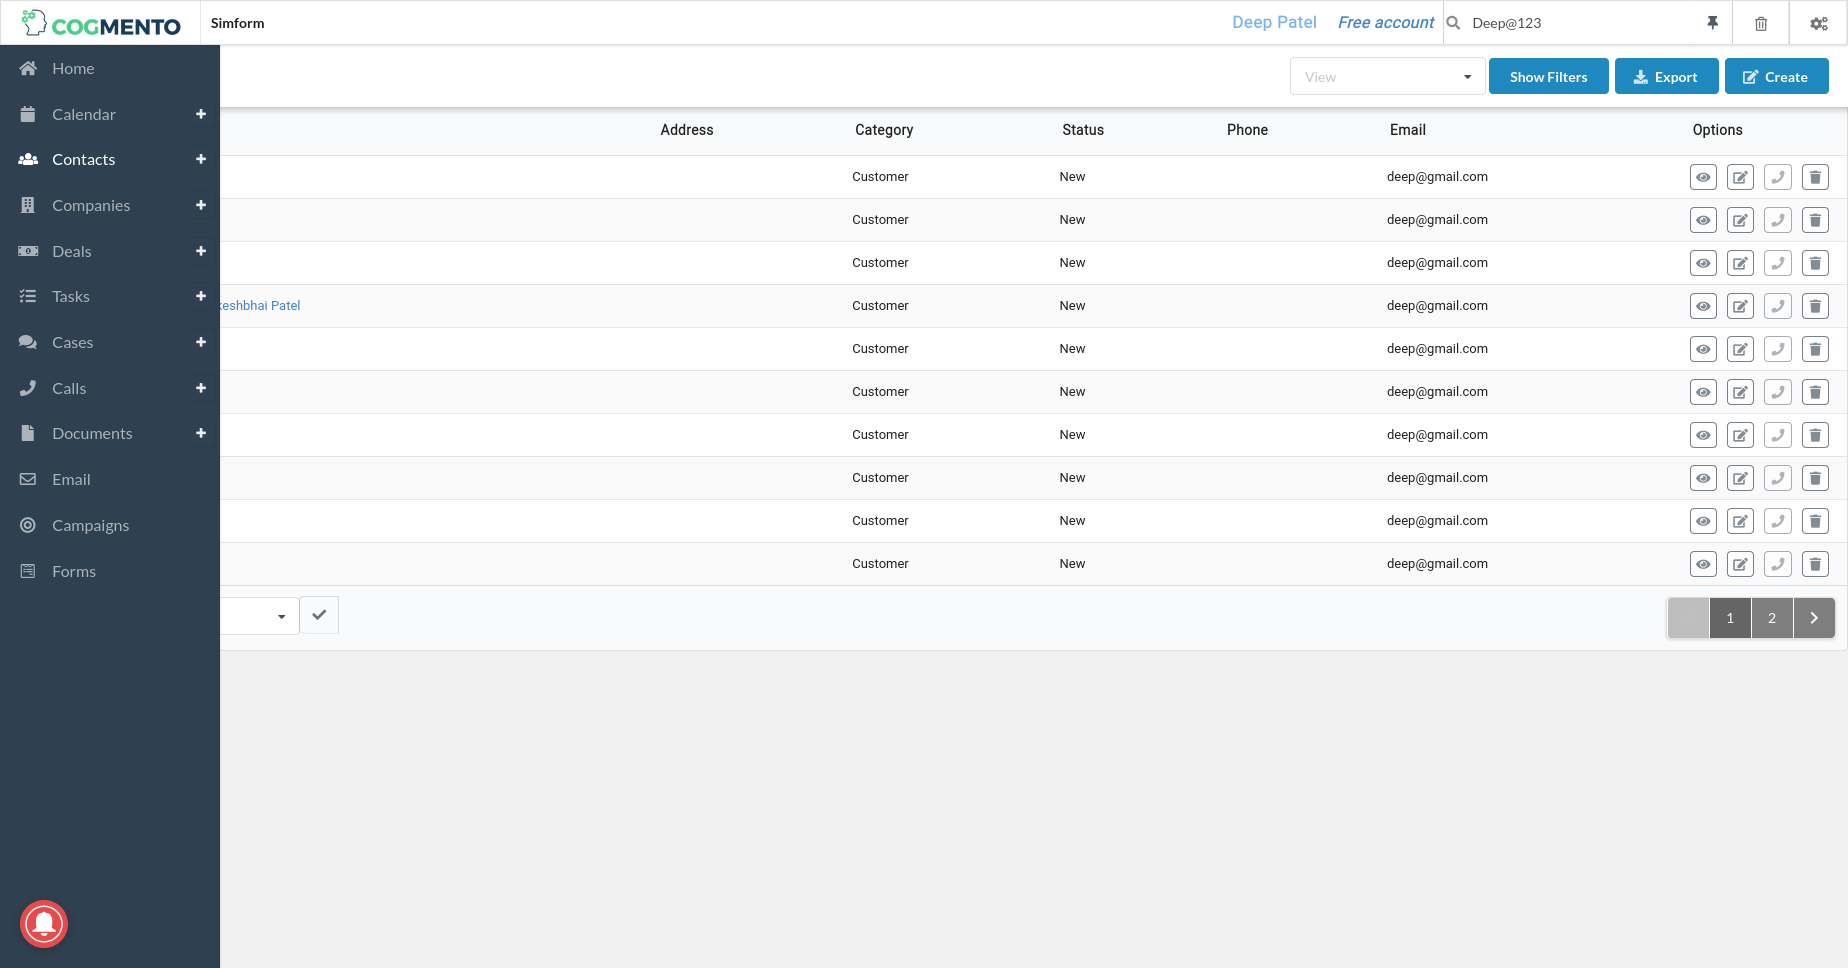 COGMENTO Simform Deep Patel Free account Deep@123
Home View Show Filters Export Create
Calendar
Address Category Status Phone Email Options
Contacts
Customer New deep@gmail.com
Companies
Customer New deep@gmail.com
Deals
Customer New deep@gmail.com
Tasks
keshbhai Patel Customer New deep@gmail.com
Cases
Customer New deep@gmail.com
Calls
Customer New deep@gmail.com
Documents
Customer New deep@gmail.com
Email
Customer New deep@gmail.com
Campaigns
Customer New deep@gmail.com
Forms
Customer New deep@gmail.com
1 2